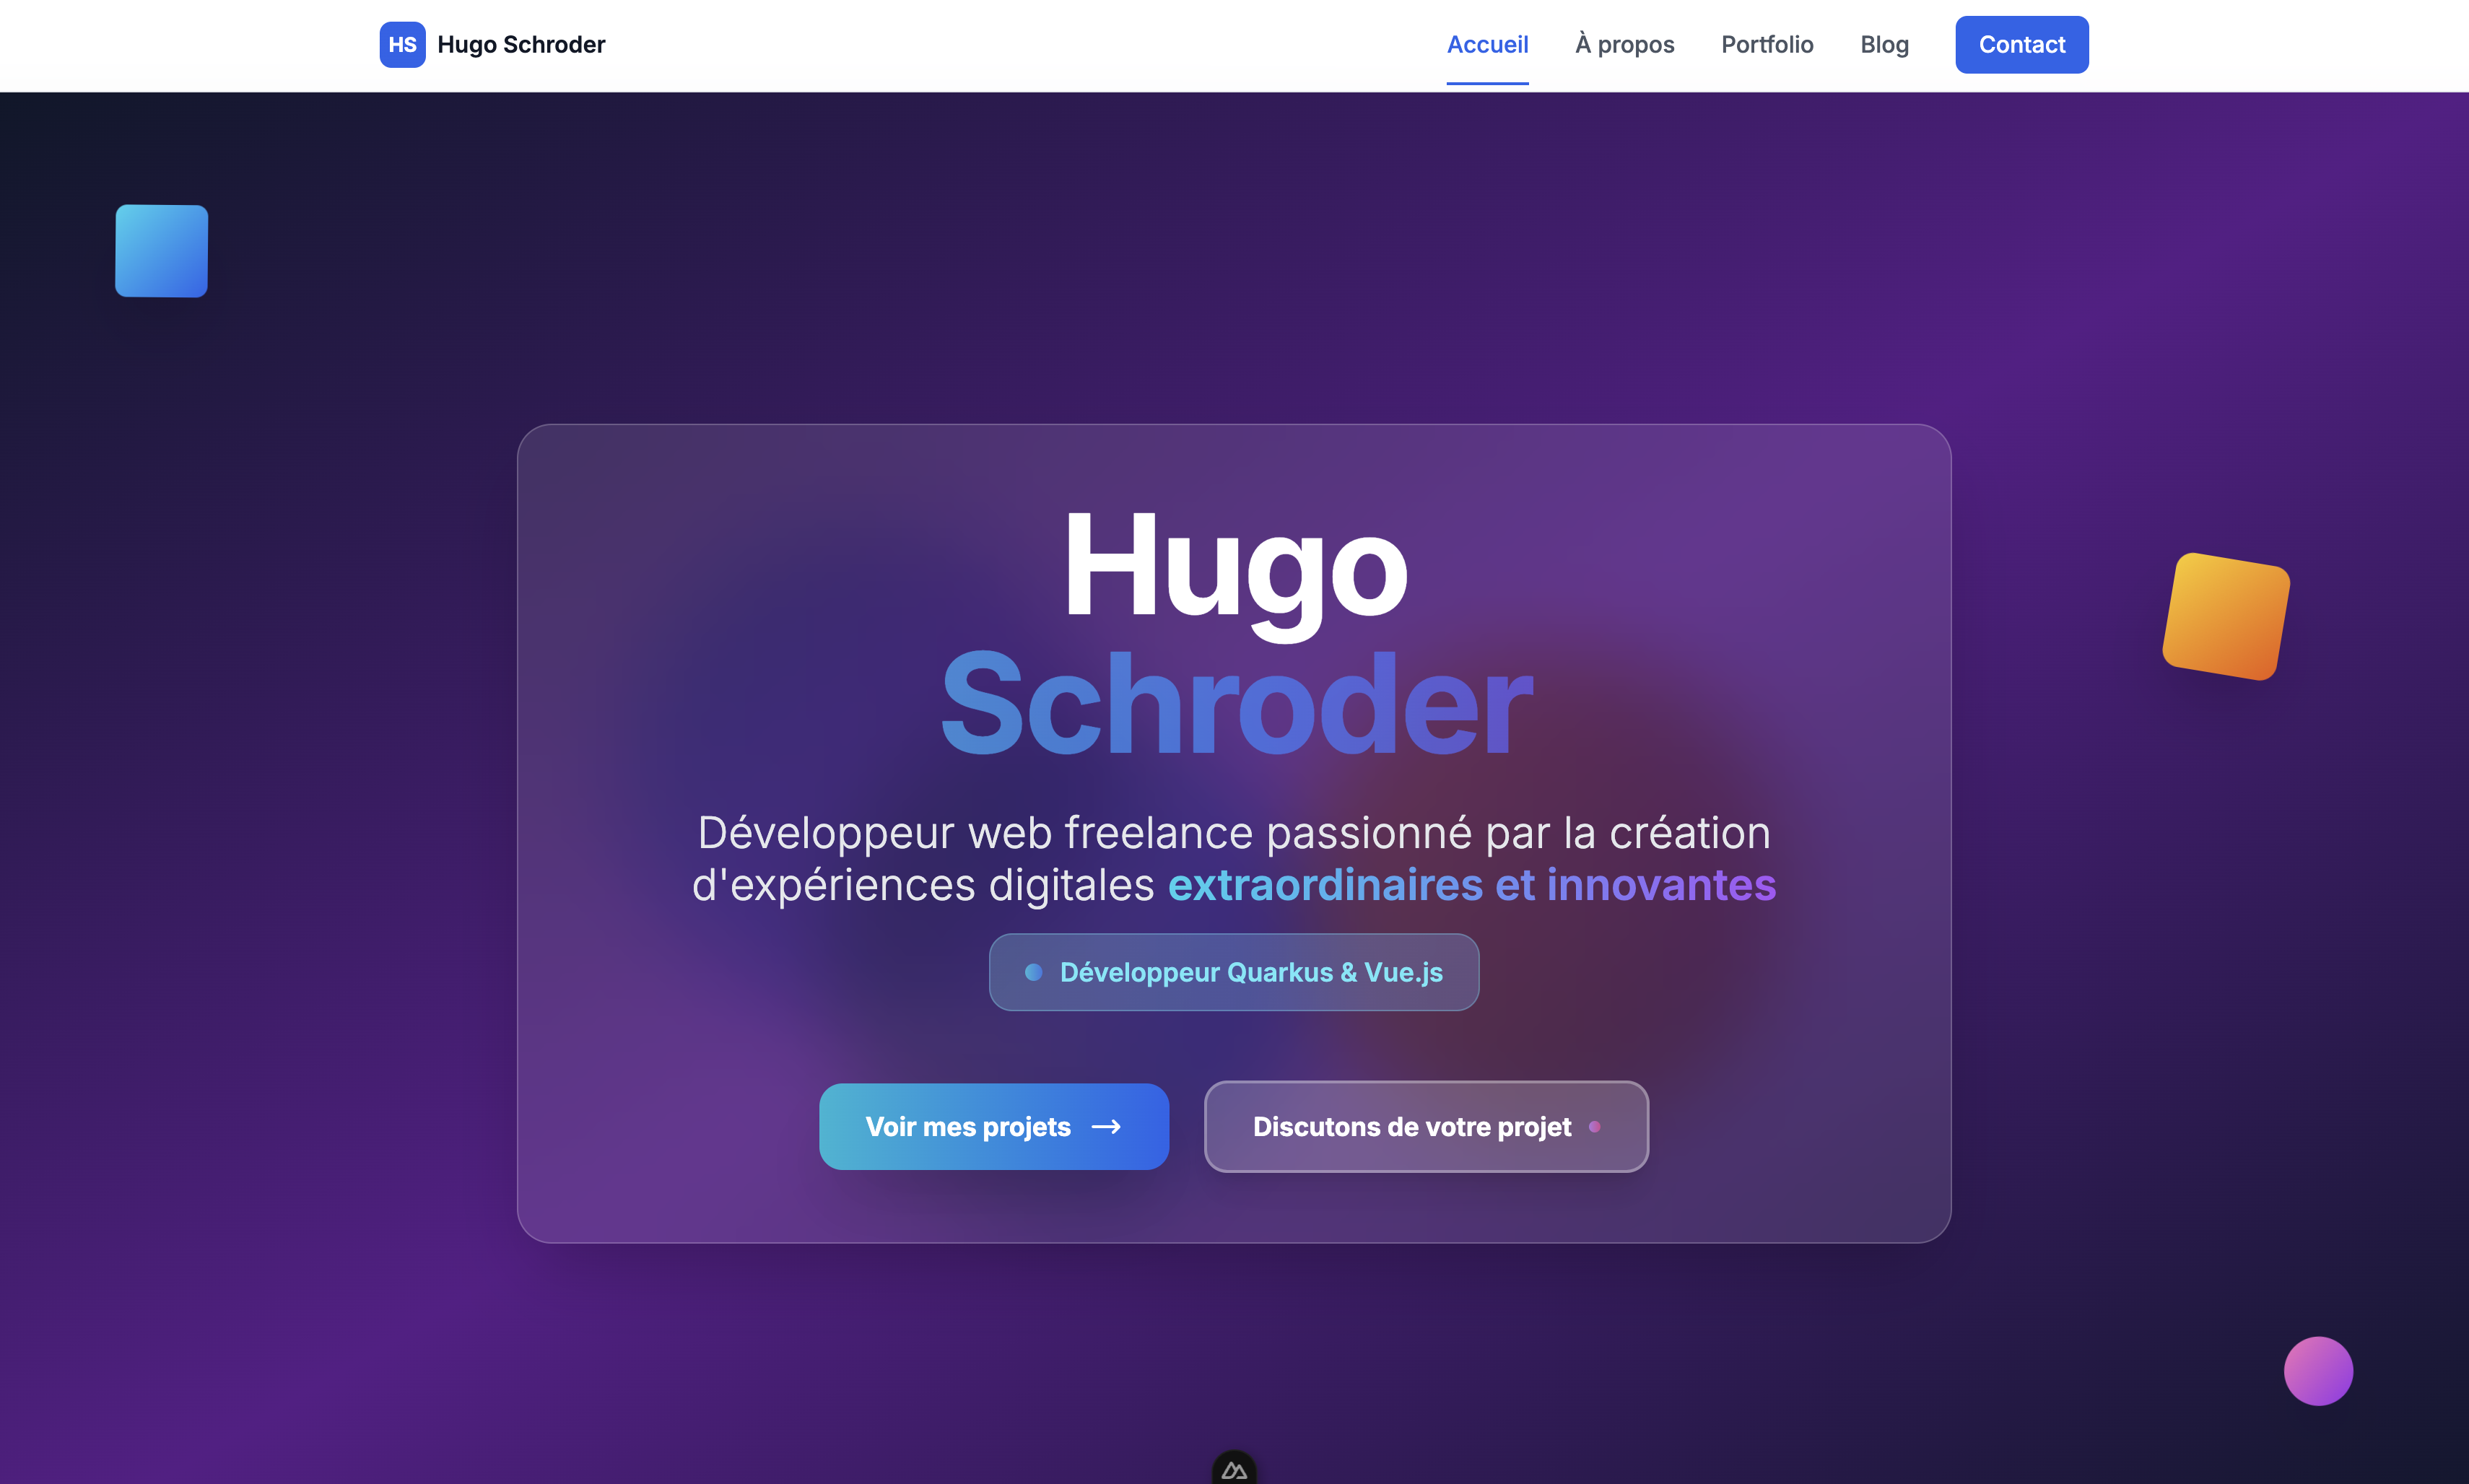 HS Hugo Schroder Accueil À propos Portfolio Blog Contact
Hugo
Schroder
Développeur web freelance passionné par la création
d'expériences digitales extraordinaires et innovantes
Développeur Quarkus & Vue.js
Voir mes projets → Discutons de votre projet